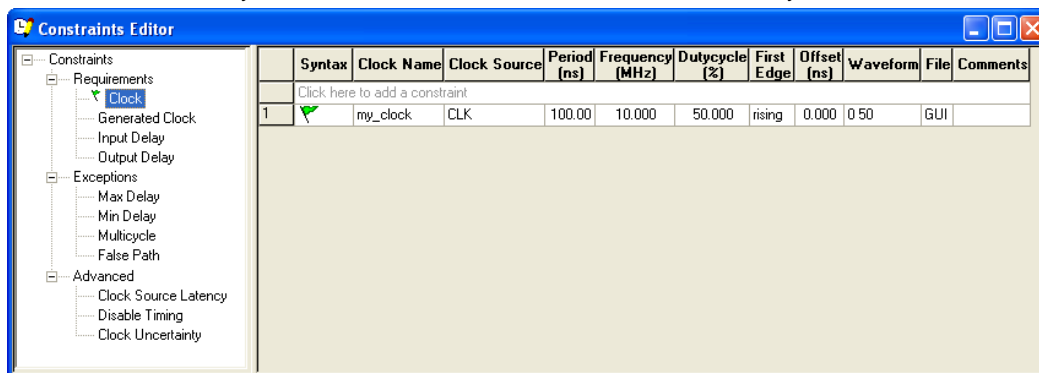 Constraints Editor
Constraints
Requirements
Clock
Generated Clock
Input Delay
Output Delay
Exceptions
Max Delay
Min Delay
Multicycle
False Path
Advanced
Clock Source Latency
Disable Timing
Clock Uncertainty
Syntax Clock Name Clock Source Period (ns) Frequency (MHz) Dutycycle (%) First Edge Offset (ns) Waveform File Comments
Click here to add a constraint
1 my_clock CLK 100.00 10.000 50.000 rising 0.000 0 50 GUI